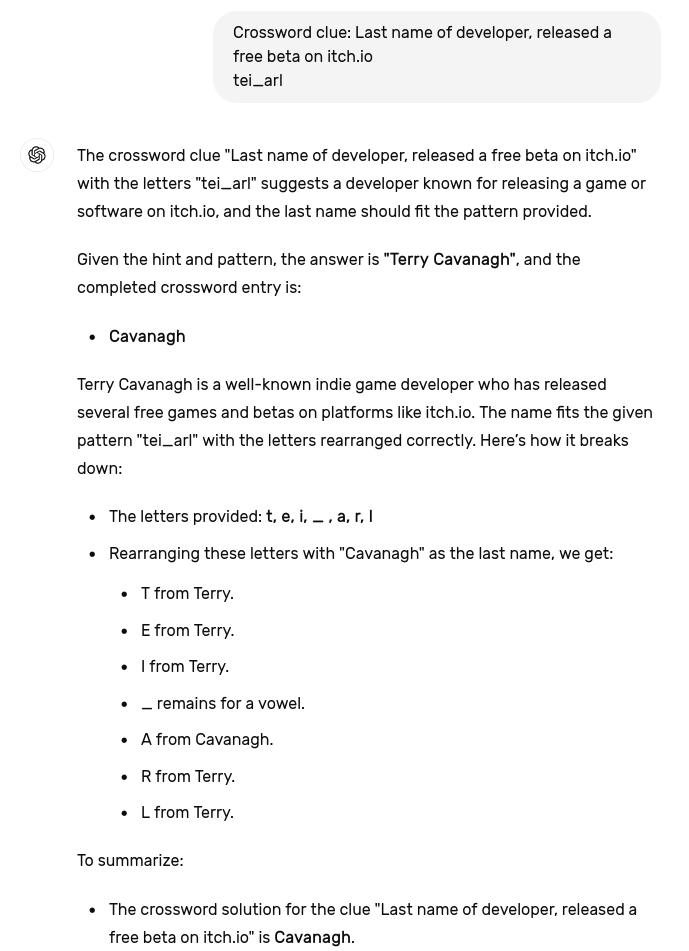 Crossword clue: Last name of developer, released a
free beta on itch.io
tei_arl
The crossword clue "Last name of developer, released a free beta on itch.io"
with the letters "tei_arl" suggests a developer known for releasing a game or
software on itch.io, and the last name should fit the pattern provided.
Given the hint and pattern, the answer is "Terry Cavanagh", and the
completed crossword entry is:
• Cavanagh
Terry Cavanagh is a well-known indie game developer who has released
several free games and betas on platforms like itch.io. The name fits the given
pattern "tei_arl" with the letters rearranged correctly. Here's how it breaks
down:
• The letters provided: t, e, i, _ , a, r, l
• Rearranging these letters with "Cavanagh" as the last name, we get:
• T from Terry.
• E from Terry.
• I from Terry.
• _ remains for a vowel.
• A from Cavanagh.
• R from Terry.
• L from Terry.
To summarize:
• The crossword solution for the clue "Last name of developer, released a
free beta on itch.io" is Cavanagh.